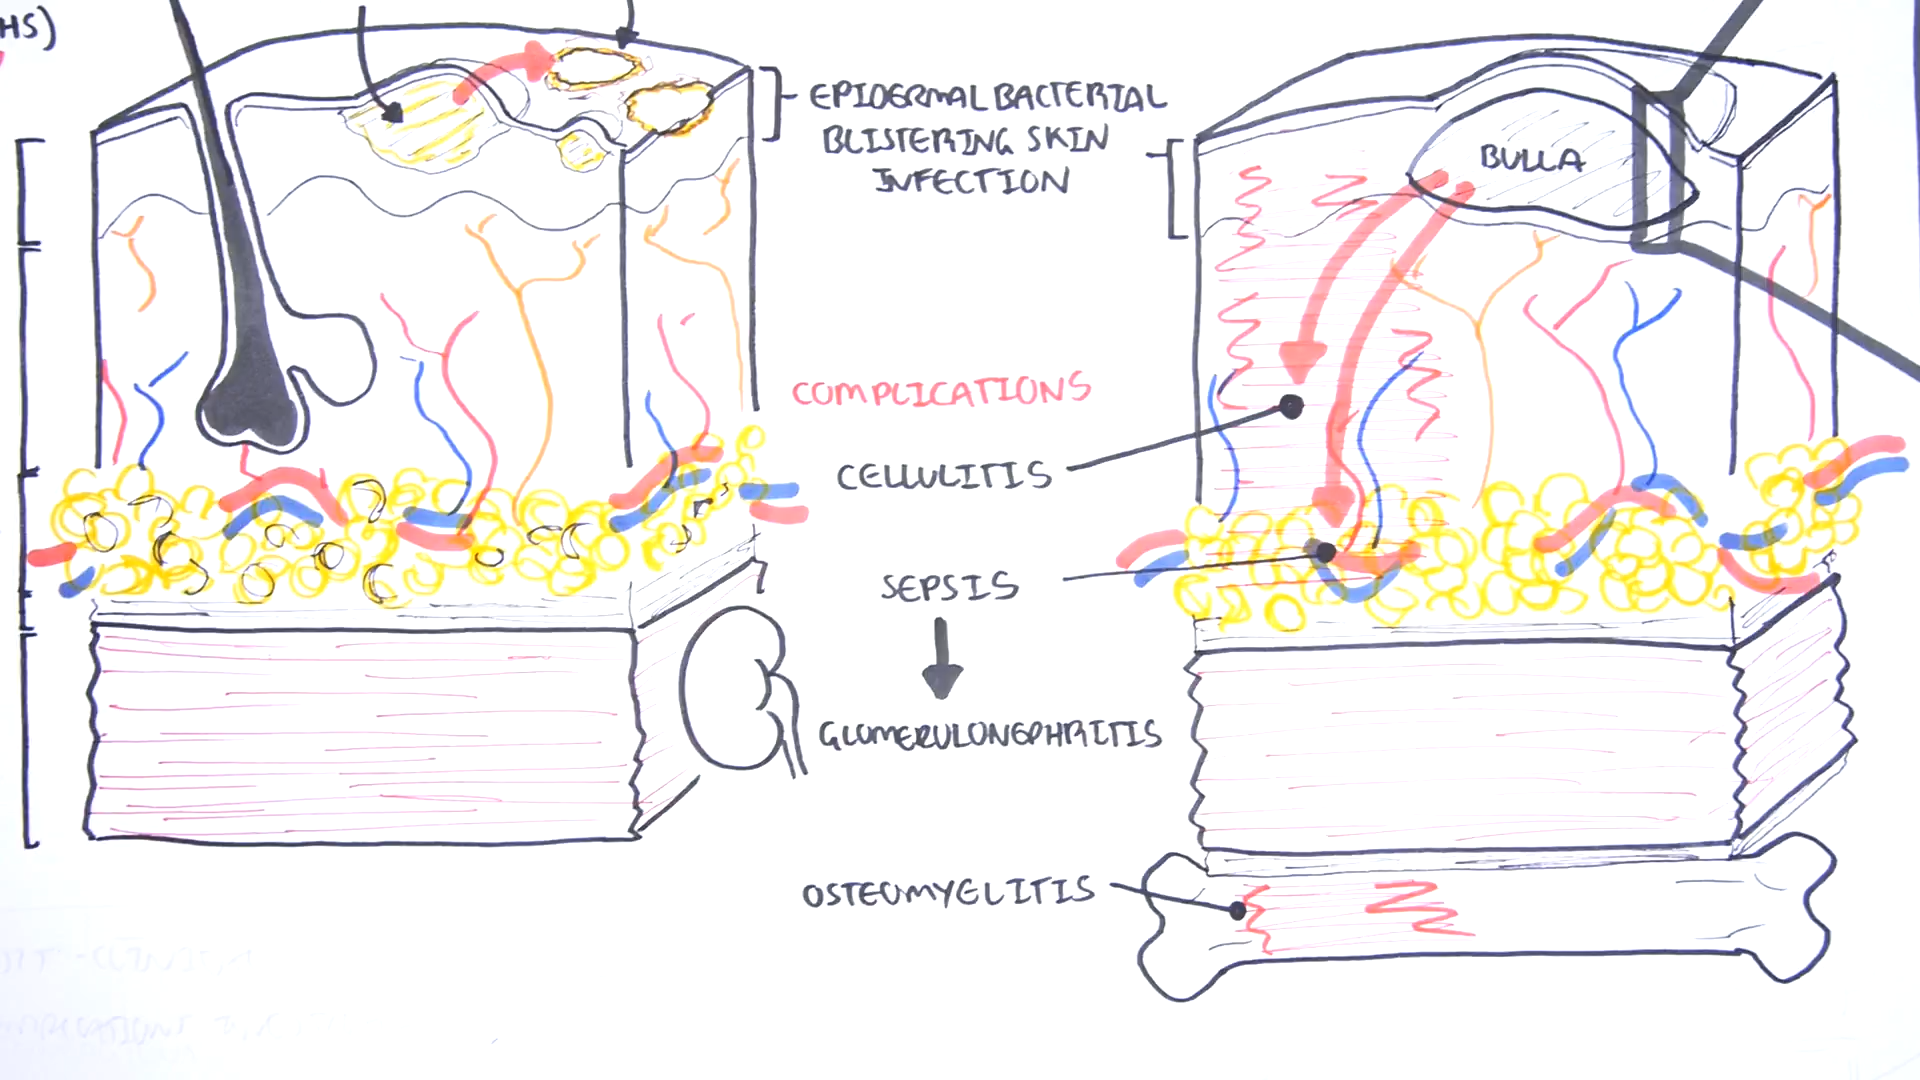 HS)
EPIDERMAL BACTERIAL
BLISTERING SKIN
INFECTION
BULLA
COMPLICATIONS
CELLULITIS
SEPSIS
GLOMERULONEPHRITIS
OSTEOMYELITIS